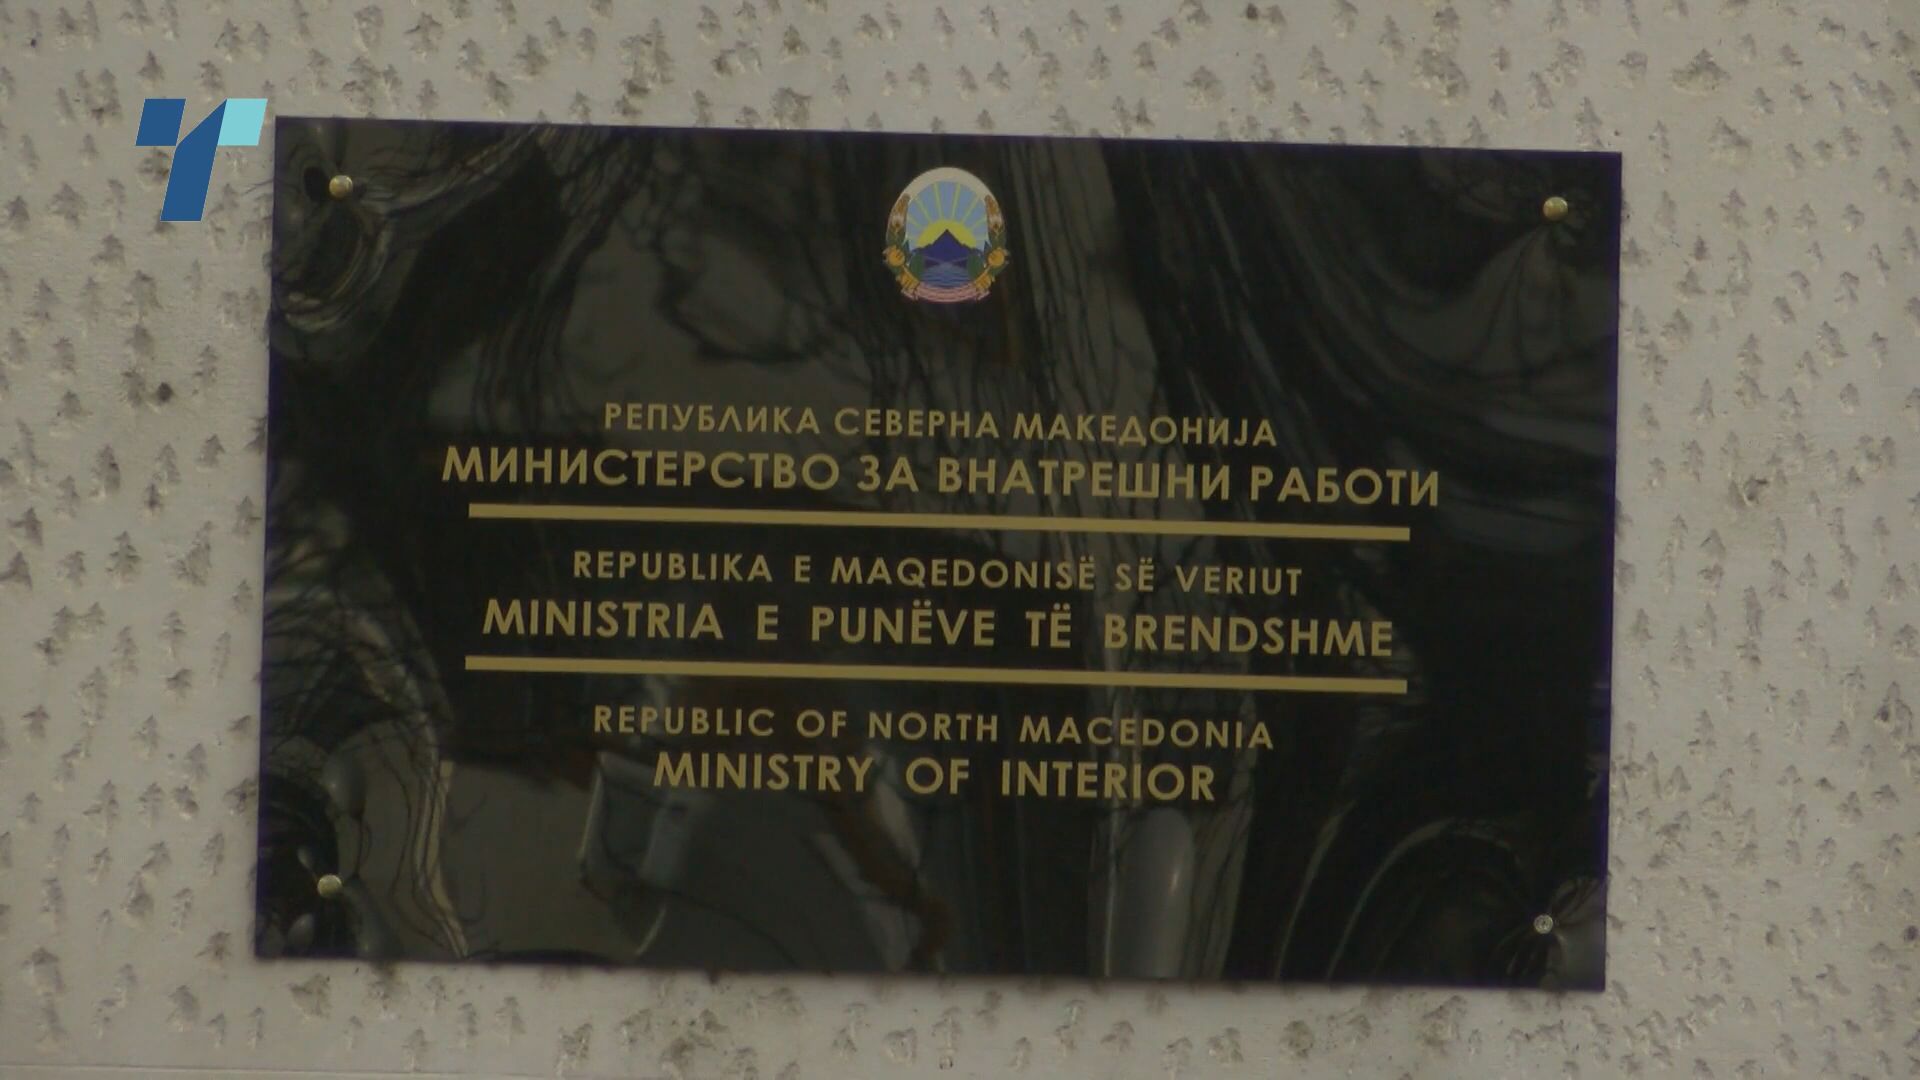 РЕПУБЛИКА СЕВЕРНА МАКЕДОНИЈА
МИНИСТЕРСТВО ЗА ВНАТРЕШНИ РАБОТИ
REPUBLIKA E MAQEDONISË SË VERIUT
MINISTRIA E PUNËVE TË BRENDSHME
REPUBLIC OF NORTH MACEDONIA
MINISTRY OF INTERIOR